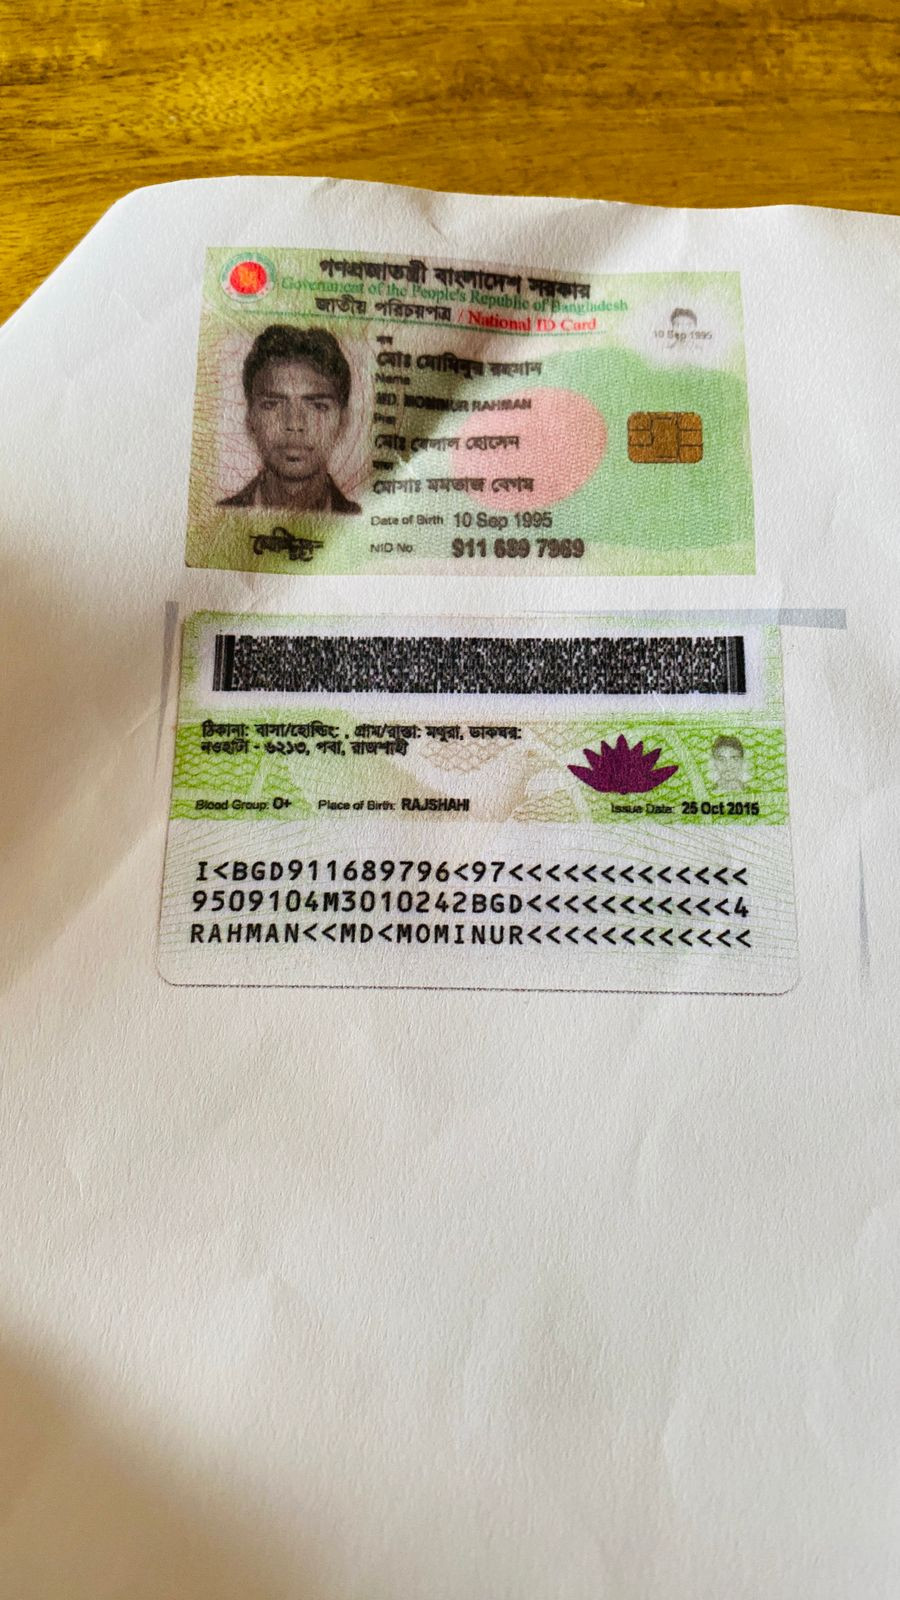 গণপ্রজাতন্ত্রী বাংলাদেশ সরকার
Government of the People's Republic of Bangladesh
জাতীয় পরিচয়পত্র / National ID Card
10 Sep 1995
নাম
মোঃ মোমিনুর রহমান
Name
MD. MOMINUR RAHMAN
পিতা
মোঃ বেলাল হোসেন
মাতা
মোসাঃ মমতাজ বেগম
Date of Birth 10 Sep 1995
NID No 911 689 7969
ঠিকানা: বাসা/হোল্ডিং: , গ্রাম/রাস্তা: মথুরা, ডাকঘর:
নওহাটা - ৬২১৩, পবা, রাজশাহী
Blood Group: O+ Place of Birth: RAJSHAHI Issue Date: 25 Oct 2015
I<BGD911689796<97<<<<<<<<<<<<<
9509104M3010242BGD<<<<<<<<<<<4
RAHMAN<<MD<MOMINUR<<<<<<<<<<<<